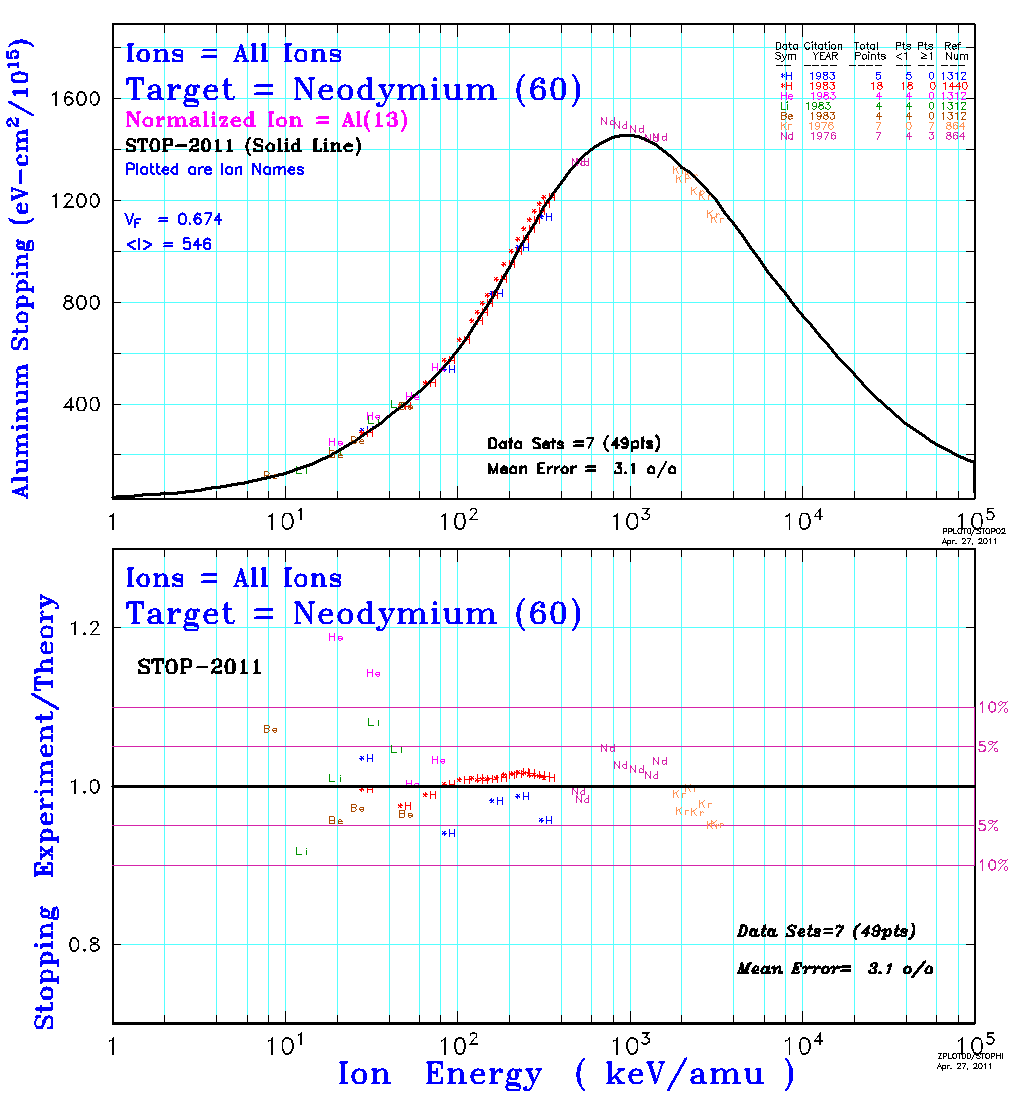 Ions = All Ions
Target = Neodymium (60)
Normalized Ion = Al(13)
STOP-2011 (Solid Line)
Plotted are Ion Names
VF = 0.674
<I> = 546
Data Citation Total Pts Pts Ref
Sym YEAR Points <1 ≥1 Num
*H 1983 5 5 0 1312
*H 1983 18 18 0 1440
He 1983 4 4 0 1312
Li 1983 4 4 0 1312
Be 1983 4 4 0 1312
Kr 1976 7 0 7 864
Nd 1976 7 4 3 864
Aluminum Stopping (eV-cm²/10¹⁵)
1600
1200
800
400
Data Sets =7 (49pts)
Mean Error = 3.1 o/o
1 10¹ 10² 10³ 10⁴ 10⁵
Apr. 27, 2011
Ions = All Ions
Target = Neodymium (60)
STOP-2011
Stopping Experiment/Theory
1.2
1.0
0.8
10%
5%
5%
10%
Data Sets=7 (49pts)
Mean Error= 3.1 o/o
1 10¹ 10² 10³ 10⁴ 10⁵
Ion Energy ( keV/amu )
Apr. 27, 2011